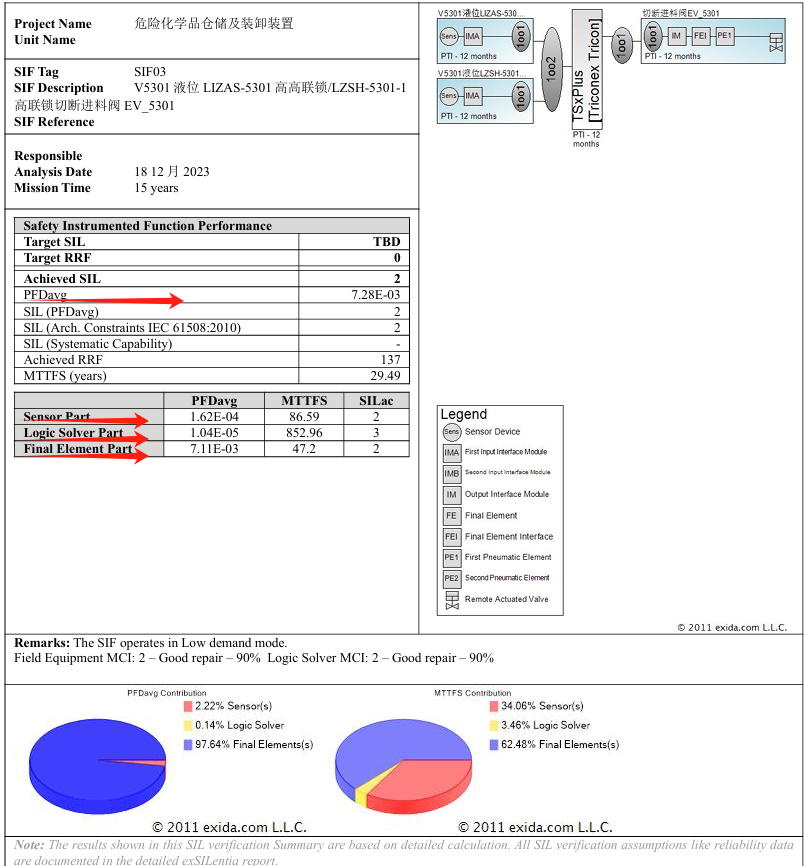 Project Name 危险化学品仓储及装卸装置
Unit Name
SIF Tag SIF03
SIF Description V5301 液位 LIZAS-5301 高高联锁/LZSH-5301-1
高联锁切断进料阀 EV_5301
SIF Reference
Responsible
Analysis Date 18 12 月 2023
Mission Time 15 years
Safety Instrumented Function Performance
Target SIL TBD
Target RRF 0
Achieved SIL 2
PFDavg 7.28E-03
SIL (PFDavg) 2
SIL (Arch. Constraints IEC 61508:2010) 2
SIL (Systematic Capability) -
Achieved RRF 137
MTTFS (years) 29.49
PFDavg MTTFS SILac
Sensor Part 1.62E-04 86.59 2
Logic Solver Part 1.04E-05 852.96 3
Final Element Part 7.11E-03 47.2 2
V5301液位LIZAS-530...
Sens IMA 1oo1
PTI - 12 months
V5301液位LZSH-5301...
Sens IMA 1oo1
PTI - 12 months
1oo2
TSxPlus
[Triconex Tricon]
PTI - 12
months
1oo1
切断进料阀EV_5301
1oo1 IM FEI PE1
PTI - 12 months
Legend
Sens Sensor Device
IMA First Input Interface Module
IMB Second Input Interface Module
IM Output Interface Module
FE Final Element
FEI Final Element Interface
PE1 First Pneumatic Element
PE2 Second Pneumatic Element
Remote Actuated Valve
© 2011 exida.com L.L.C.
Remarks: The SIF operates in Low demand mode.
Field Equipment MCI: 2 – Good repair – 90% Logic Solver MCI: 2 – Good repair – 90%
PFDavg Contribution
2.22% Sensor(s)
0.14% Logic Solver
97.64% Final Elements(s)
© 2011 exida.com L.L.C.
MTTFS Contribution
34.06% Sensor(s)
3.46% Logic Solver
62.48% Final Elements(s)
© 2011 exida.com L.L.C.
Note: The results shown in this SIL verification Summary are based on detailed calculation. All SIL verification assumptions like reliability data
are documented in the detailed exSILentia report.